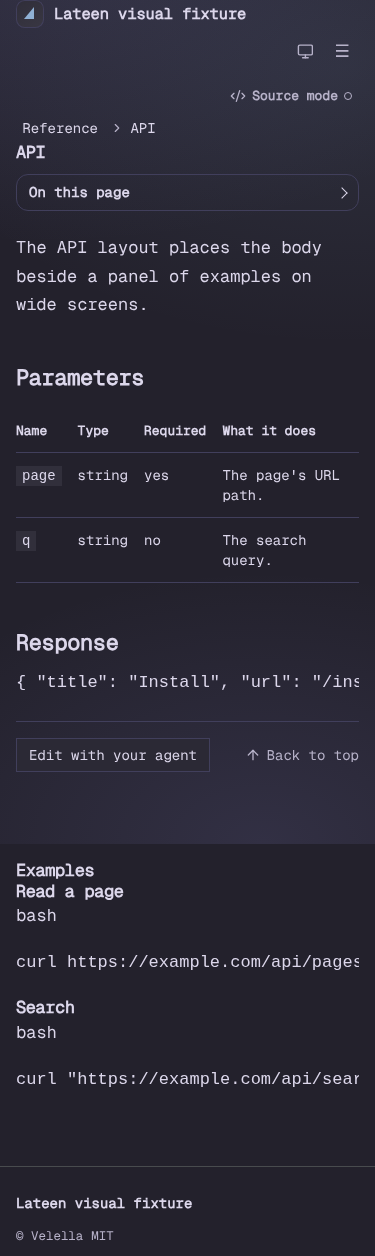 Lateen visual fixture
</> Source mode
Reference > API
API
On this page
The API layout places the body
beside a panel of examples on
wide screens.
Parameters
Name Type Required What it does
page string yes The page's URL
path.
q string no The search
query.
Response
{ "title": "Install", "url": "/ins
Edit with your agent ↑ Back to top
Examples
Read a page
bash
curl https://example.com/api/pages
Search
bash
curl "https://example.com/api/sear
Lateen visual fixture
© Velella MIT